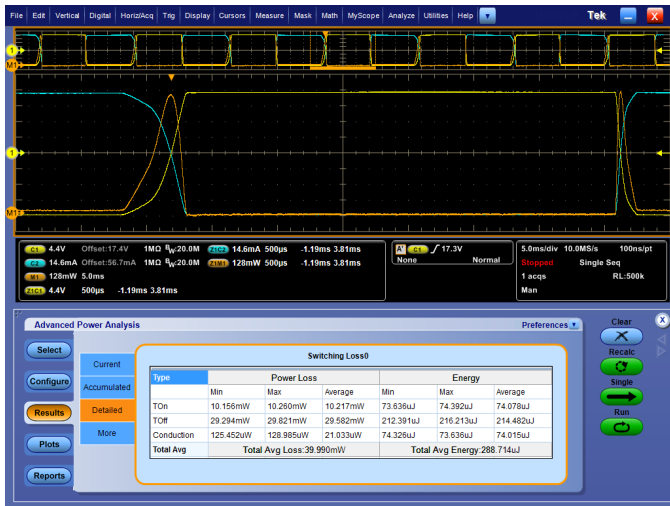 File Edit Vertical Digital Horiz/Acq Trig Display Cursors Measure Mask Math MyScope Analyze Utilities Help Tek X
1
M1
1
M1
C1 4.4V Offset:17.4V 1MΩ BW:20.0M Z1C2 14.6mA 500µs -1.19ms 3.81ms
C2 14.6mA Offset:56.7mA 1MΩ BW:20.0M Z1M1 128mW 500µs -1.19ms 3.81ms
M1 128mW 5.0ms
Z1C1 4.4V 500µs -1.19ms 3.81ms
A' C1 17.3V
None Normal
5.0ms/div 10.0MS/s 100ns/pt
Stopped Single Seq
1 acqs RL:500k
Man
Advanced Power Analysis Preferences
Clear X
Select
Configure
Results
Plots
Reports
Current
Accumulated
Detailed
More
Switching Loss0
Type Power Loss Energy
Min Max Average Min Max Average
TOn 10.156mW 10.260mW 10.217mW 73.636uJ 74.392uJ 74.078uJ
TOff 29.294mW 29.821mW 29.582mW 212.391uJ 216.213uJ 214.482uJ
Conduction 125.452uW 128.985uW 21.033uW 74.326uJ 73.636uJ 74.015uJ
Total Avg Total Avg Loss:39.990mW Total Avg Energy:288.714uJ
Recalc
Single
Run